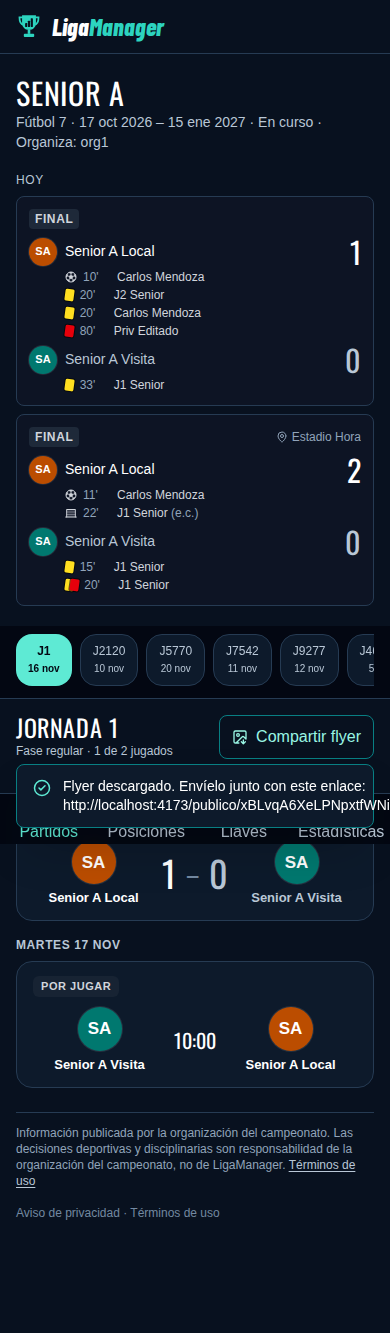 LigaManager
SENIOR A
Fútbol 7 · 17 oct 2026 – 15 ene 2027 · En curso ·
Organiza: org1
HOY
FINAL
SA Senior A Local 1
10' Carlos Mendoza
20' J2 Senior
20' Carlos Mendoza
80' Priv Editado
SA Senior A Visita 0
33' J1 Senior
FINAL Estadio Hora
SA Senior A Local 2
11' Carlos Mendoza
22' J1 Senior (e.c.)
SA Senior A Visita 0
15' J1 Senior
20' J1 Senior
J1 J2120 J5770 J7542 J9277
16 nov 10 nov 20 nov 11 nov 12 nov
JORNADA 1
Fase regular · 1 de 2 jugados
Compartir flyer
Flyer descargado. Envíelo junto con este enlace:
http://localhost:4173/publico/xBLvqA6XeLPNpxtfWNi
Partidos Posiciones Llaves Estadísticas
SA 1 – 0 SA
Senior A Local Senior A Visita
MARTES 17 NOV
POR JUGAR
SA 10:00 SA
Senior A Visita Senior A Local
Información publicada por la organización del campeonato. Las
decisiones deportivas y disciplinarias son responsabilidad de la
organización del campeonato, no de LigaManager. Términos de
uso
Aviso de privacidad · Términos de uso